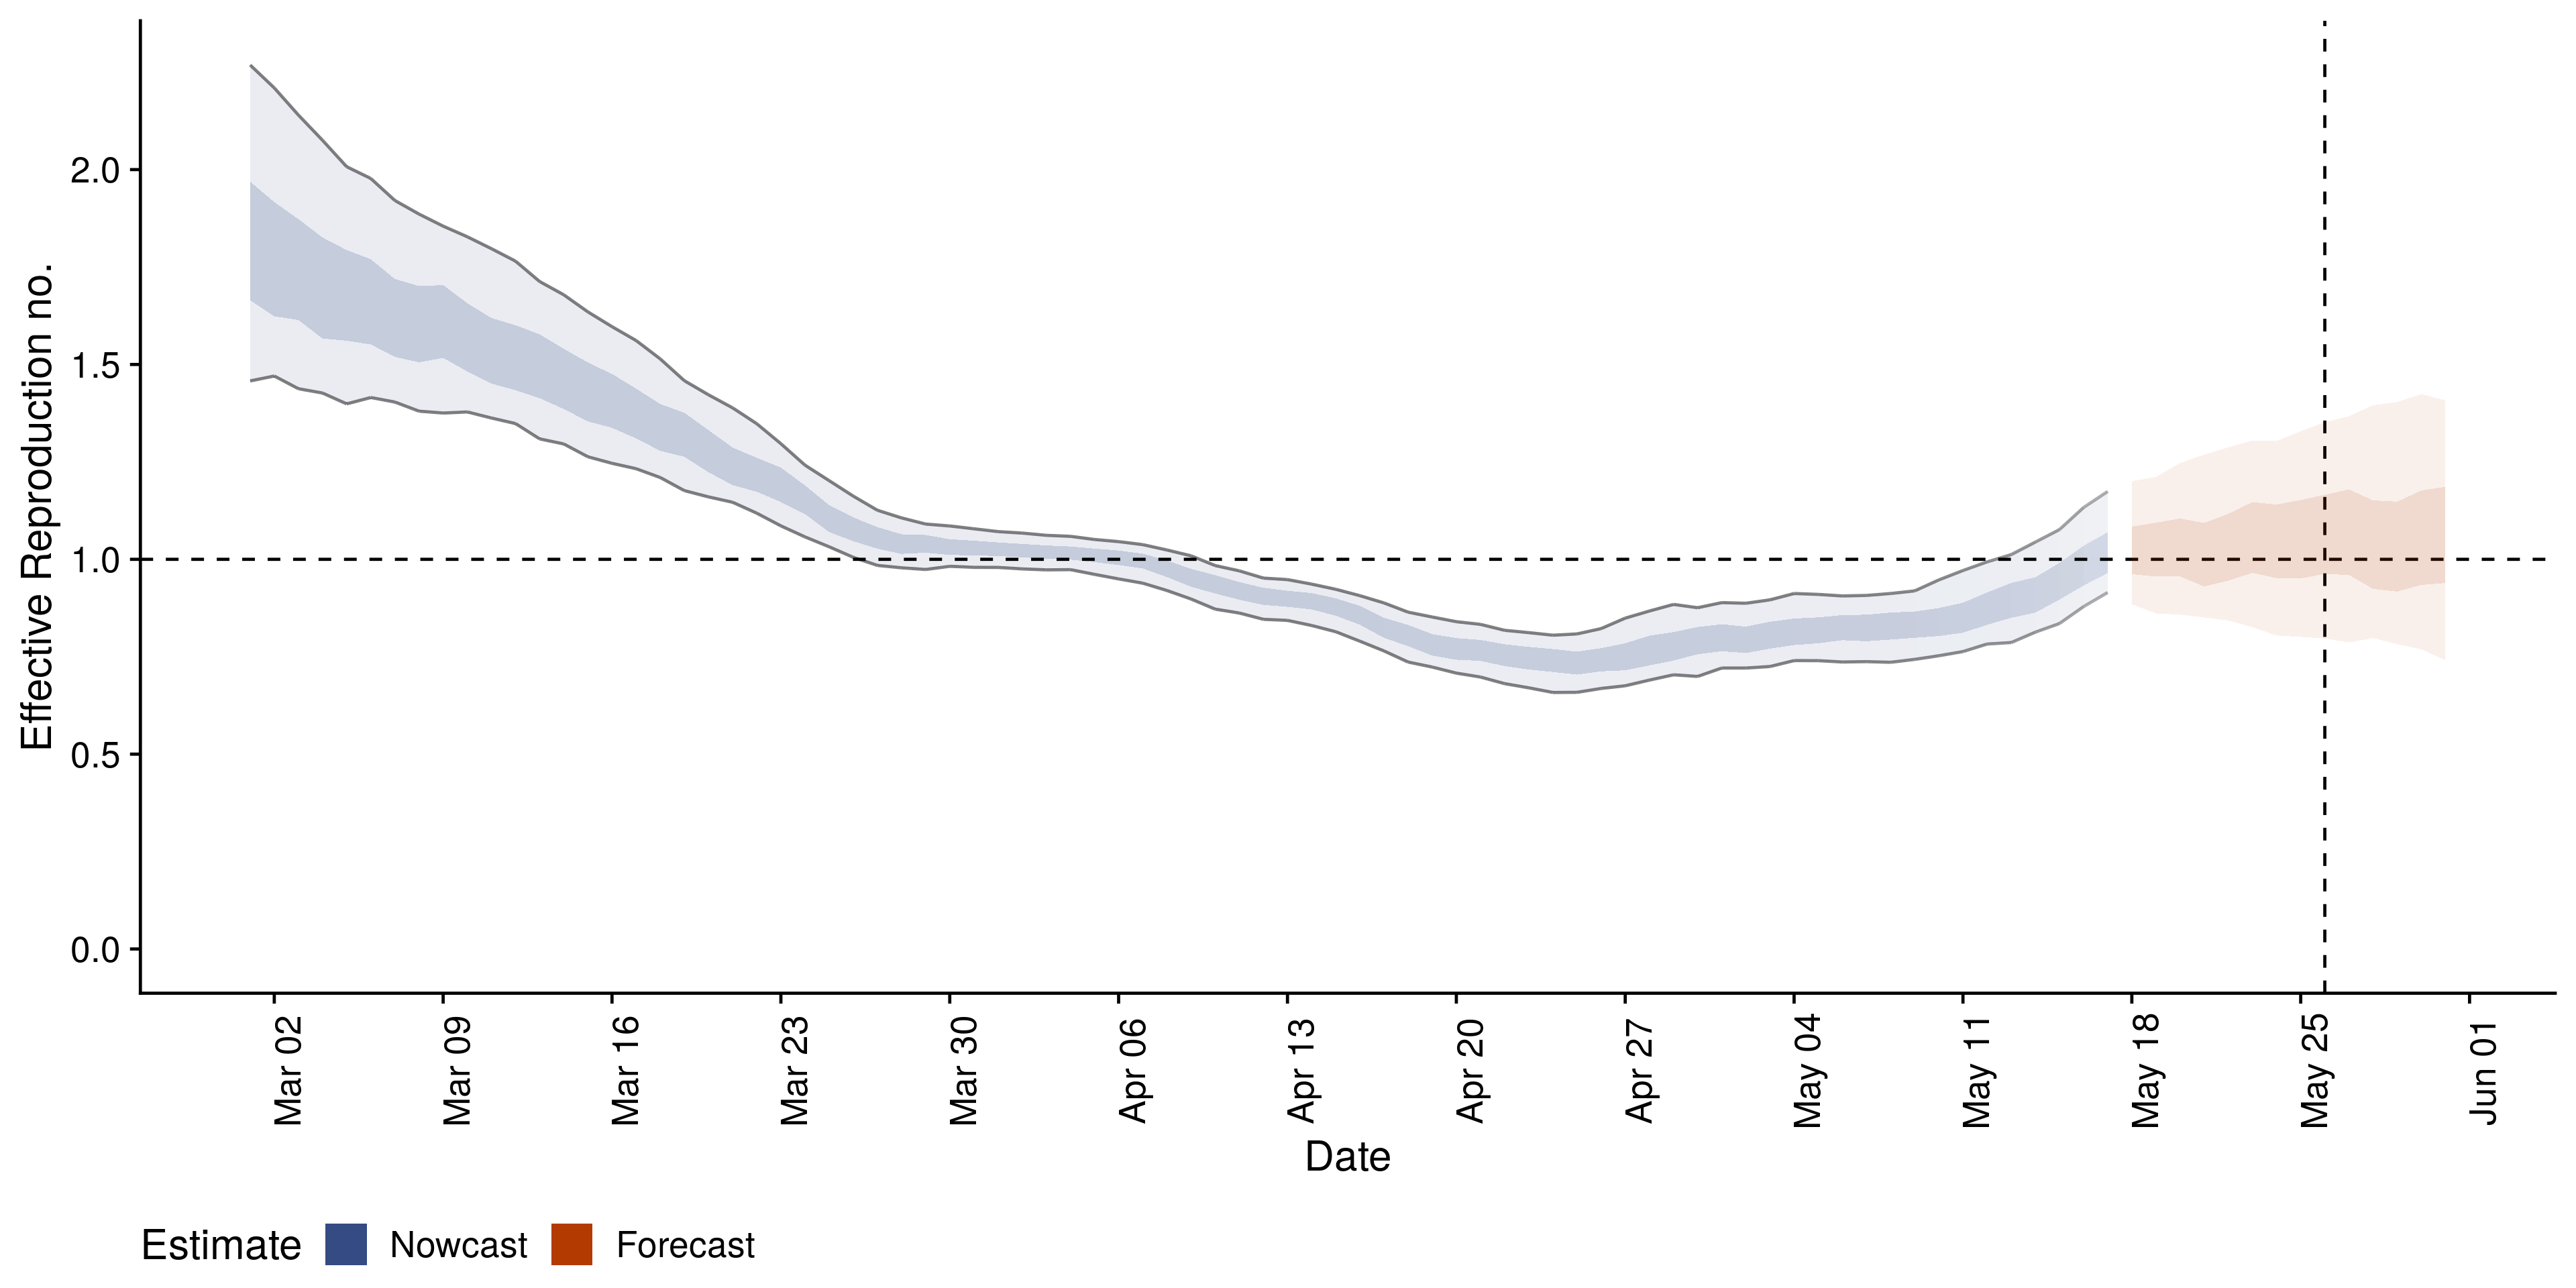 Effective Reproduction no.
2.0
1.5
1.0
0.5
0.0
Mar 02
Mar 09
Mar 16
Mar 23
Mar 30
Apr 06
Apr 13
Apr 20
Apr 27
May 04
May 11
May 18
May 25
Jun 01
Date
Estimate Nowcast Forecast